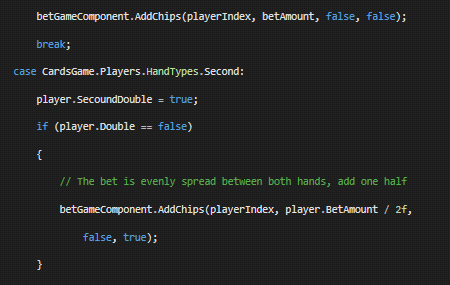 betGameComponent.AddChips(playerIndex, betAmount, false, false);
break;
case CardsGame.Players.HandTypes.Second:
player.SecoundDouble = true;
if (player.Double == false)
{
// The bet is evenly spread between both hands, add one half
betGameComponent.AddChips(playerIndex, player.BetAmount / 2f,
false, true);
}